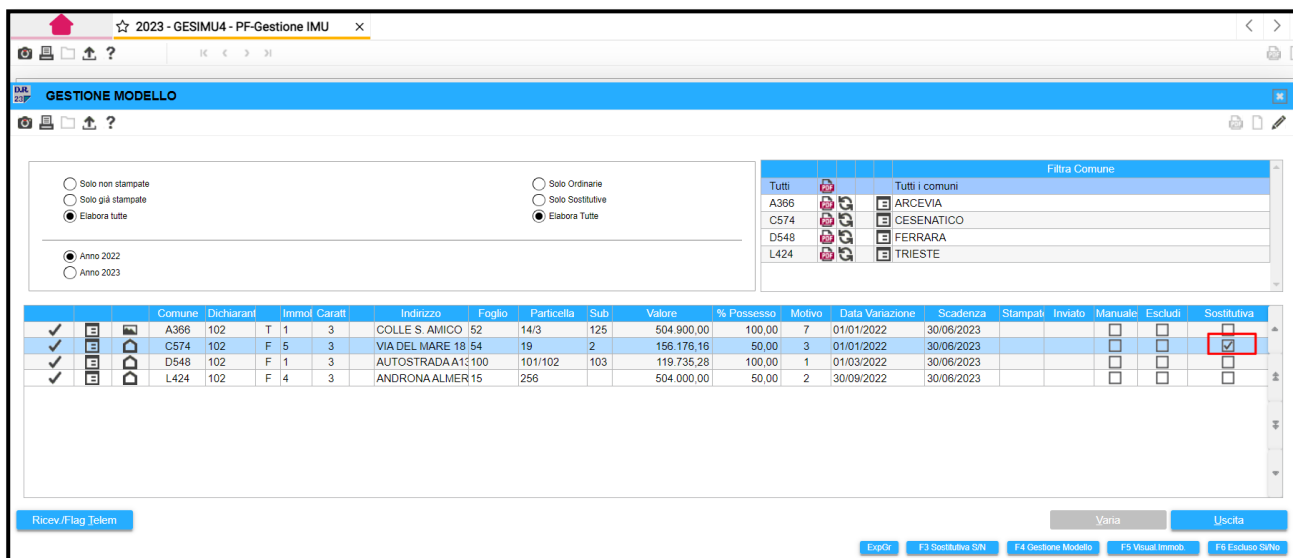 2023 - GESIMU4 - PF-Gestione IMU
D.R. 23 GESTIONE MODELLO
Solo non stampate
Solo già stampate
Elabora tutte
Anno 2022
Anno 2023
Solo Ordinarie
Solo Sostitutive
Elabora Tutte
Filtra Comune
Tutti PDF Tutti i comuni
A366 PDF ARCEVIA
C574 PDF CESENATICO
D548 PDF FERRARA
L424 PDF TRIESTE
Comune Dichiarant Immol Caratt Indirizzo Foglio Particella Sub Valore % Possesso Motivo Data Variazione Scadenza Stampati Inviato Manuale Escludi Sostitutiva
A366 102 T 1 3 COLLE S. AMICO 52 14/3 125 504.900,00 100,00 7 01/01/2022 30/06/2023
C574 102 F 5 3 VIA DEL MARE 18 54 19 2 156.176,16 50,00 3 01/01/2022 30/06/2023
D548 102 F 1 3 AUTOSTRADA A13 100 101/102 103 119.735,28 100,00 1 01/03/2022 30/06/2023
L424 102 F 4 3 ANDRONA ALMER 15 256 504.000,00 50,00 2 30/09/2022 30/06/2023
Ricev./Flag Telem
Varia
Uscita
ExpGr
F3 Sostitutiva S/N
F4 Gestione Modello
F5 Visual.Immob.
F6 Escluso Si/No